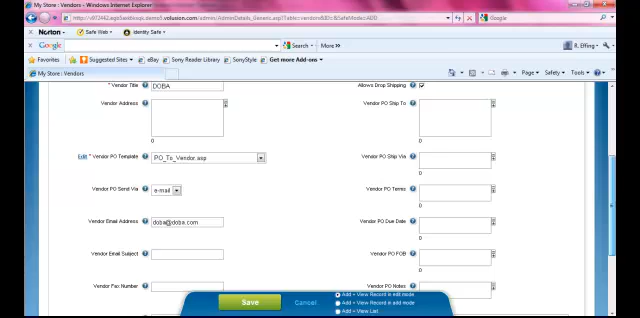 My Store : Vendors - Windows Internet Explorer
Google
Norton
Safe Web
Identity Safe
Google
Search
More »
R. Effing
Favorites
Suggested Sites
eBay
Sony Reader Library
SonyStyle
Get more Add-ons
My Store : Vendors
Page
Safety
Tools
* Vendor Title
DOBA
Allows Drop Shipping
Vendor Address
0
Vendor PO Ship To
0
Edit * Vendor PO Template
PO_To_Vendor.asp
Vendor PO Ship Via
0
Vendor PO Send Via
e-mail
Vendor PO Terms
0
Vendor Email Address
doba@doba.com
Vendor PO Due Date
0
Vendor Email Subject
Vendor PO FOB
0
Vendor Fax Number
Vendor PO Notes
Save
Cancel
Add + View Record in edit mode
Add + View Record in add mode
Add + View List